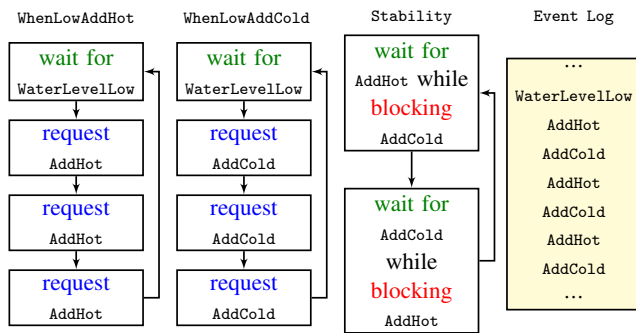 WhenLowAddHot
wait for
WaterLevelLow
request
AddHot
request
AddHot
request
AddHot
WhenLowAddCold
wait for
WaterLevelLow
request
AddCold
request
AddCold
request
AddCold
Stability
wait for
AddHot while
blocking
AddCold
wait for
AddCold
while
blocking
AddHot
Event Log
...
WaterLevelLow
AddHot
AddCold
AddHot
AddCold
AddHot
AddCold
...